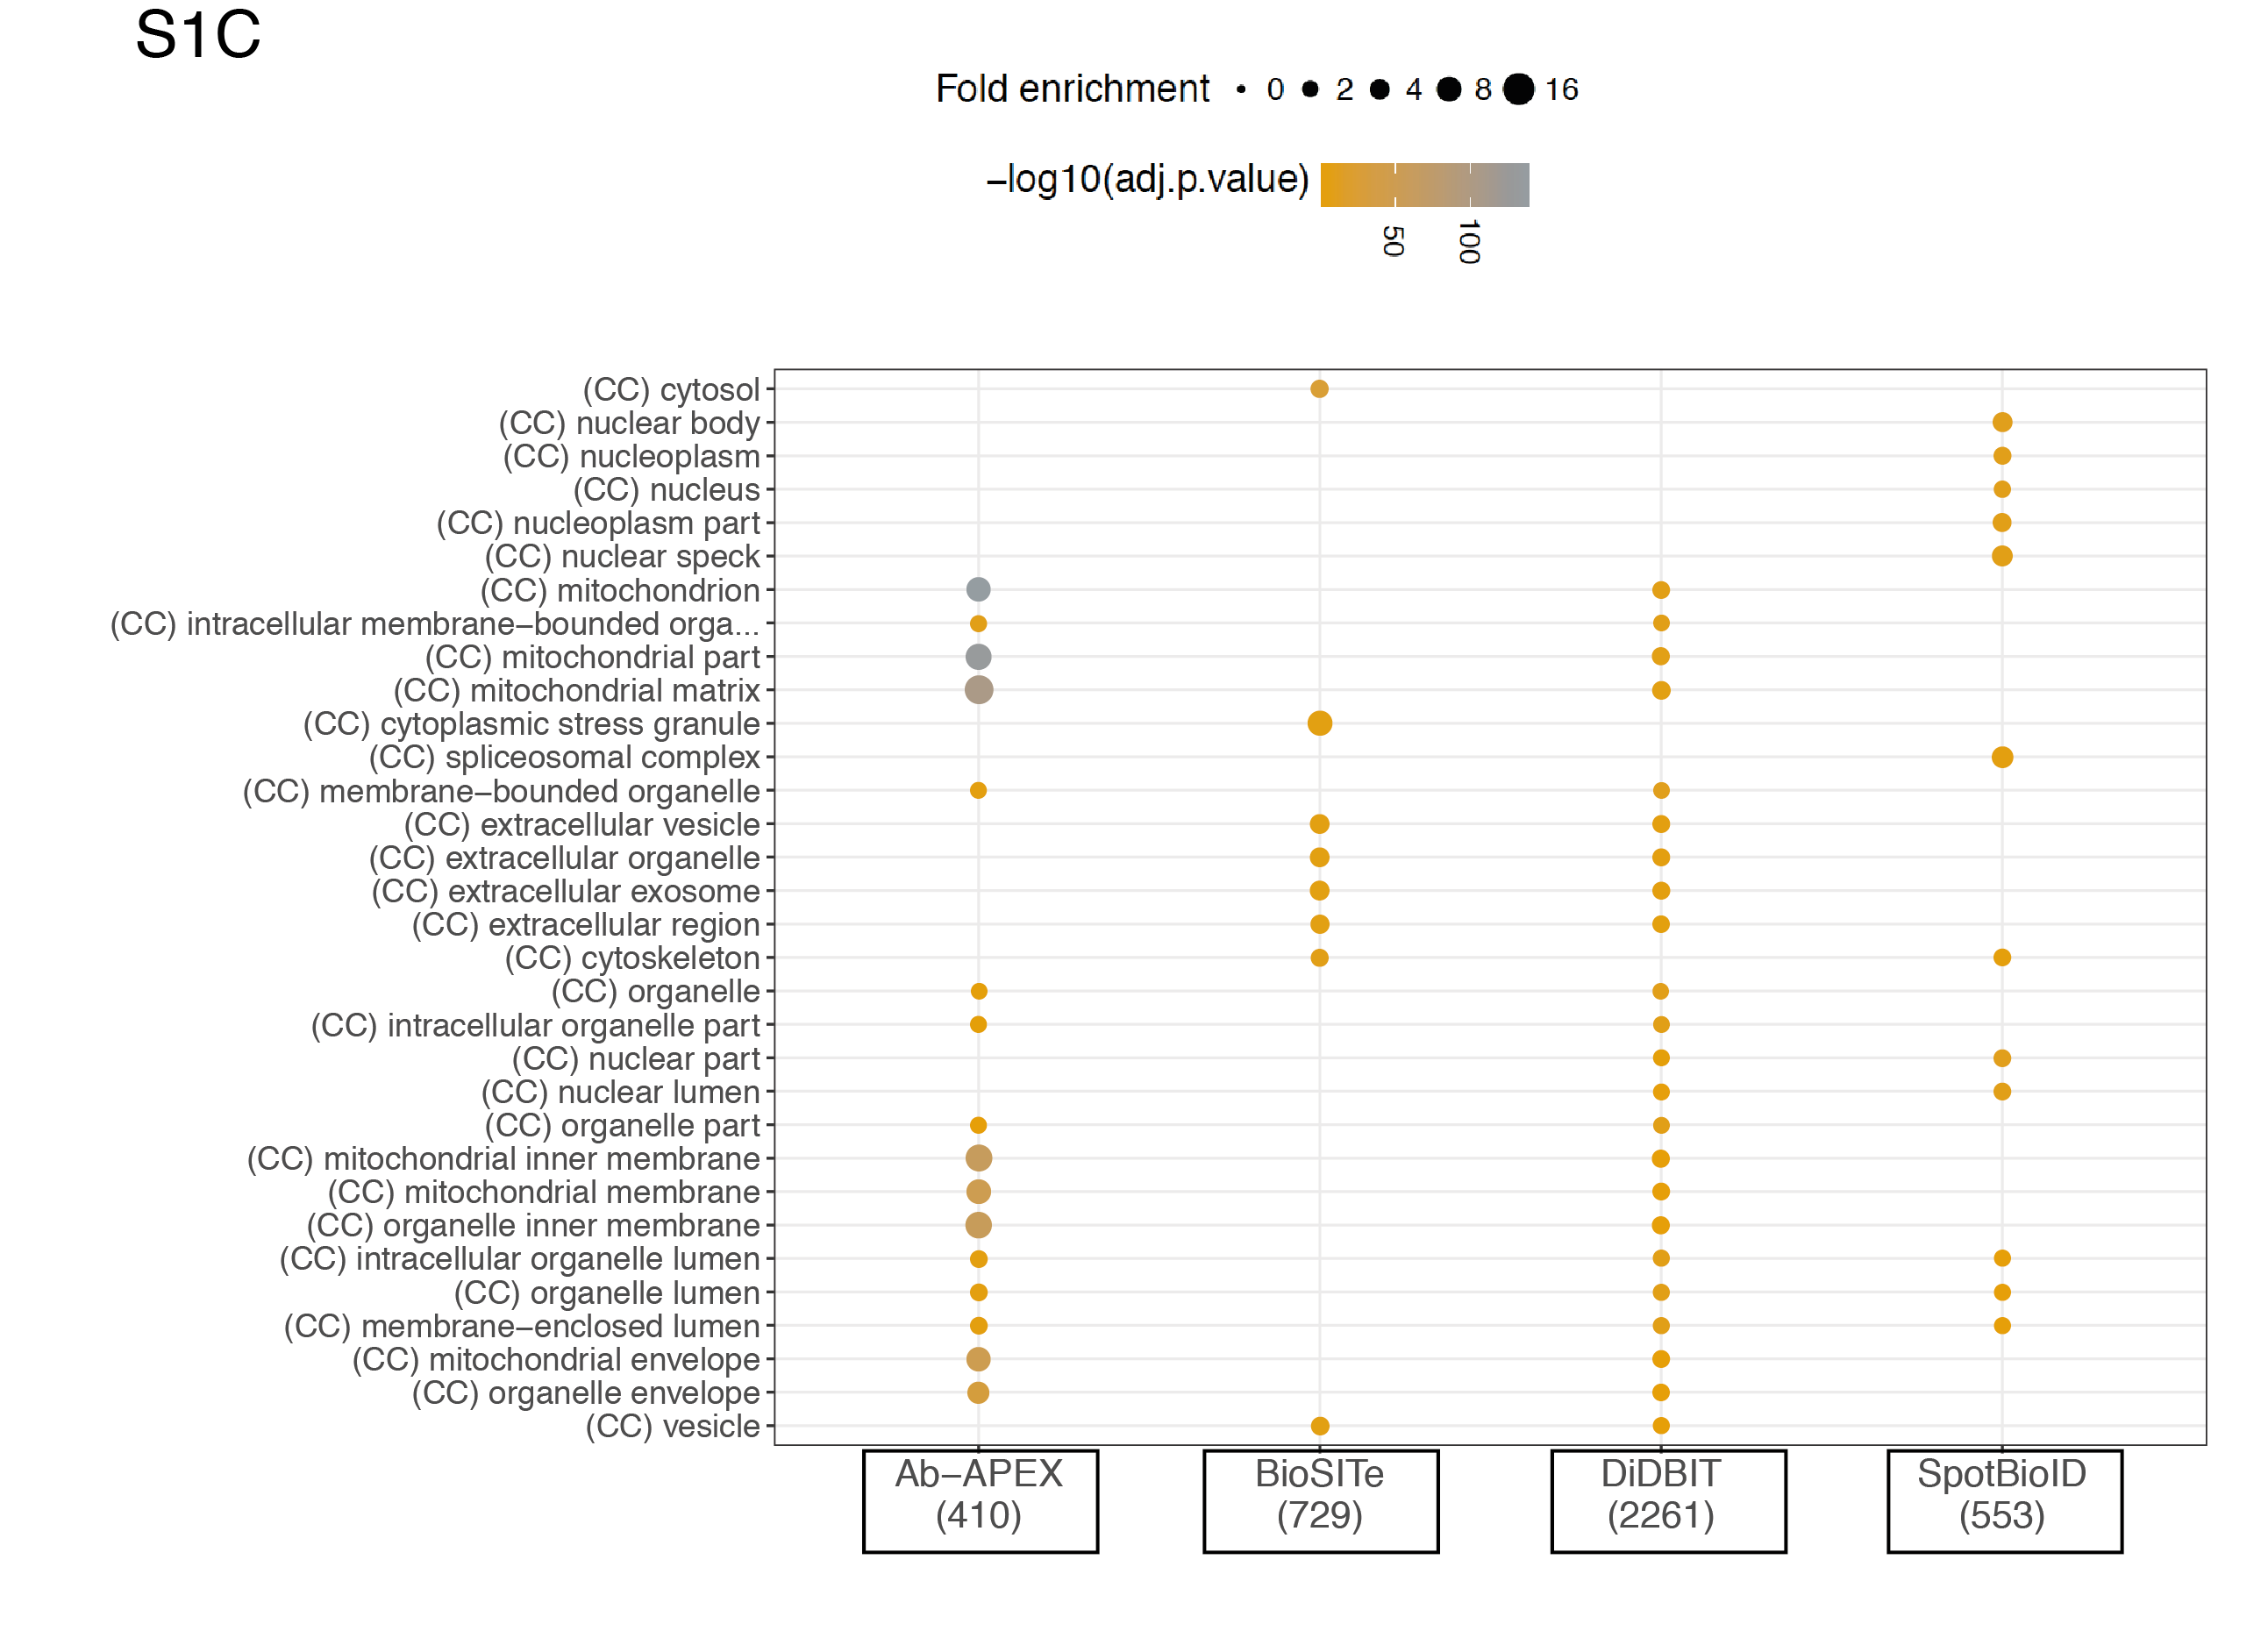 S1C
Fold enrichment 0 2 4 8 16
−log10(adj.p.value)
50 100
(CC) cytosol
(CC) nuclear body
(CC) nucleoplasm
(CC) nucleus
(CC) nucleoplasm part
(CC) nuclear speck
(CC) mitochondrion
(CC) intracellular membrane−bounded orga...
(CC) mitochondrial part
(CC) mitochondrial matrix
(CC) cytoplasmic stress granule
(CC) spliceosomal complex
(CC) membrane−bounded organelle
(CC) extracellular vesicle
(CC) extracellular organelle
(CC) extracellular exosome
(CC) extracellular region
(CC) cytoskeleton
(CC) organelle
(CC) intracellular organelle part
(CC) nuclear part
(CC) nuclear lumen
(CC) organelle part
(CC) mitochondrial inner membrane
(CC) mitochondrial membrane
(CC) organelle inner membrane
(CC) intracellular organelle lumen
(CC) organelle lumen
(CC) membrane−enclosed lumen
(CC) mitochondrial envelope
(CC) organelle envelope
(CC) vesicle
Ab−APEX
(410)
BioSITe
(729)
DiDBIT
(2261)
SpotBioID
(553)